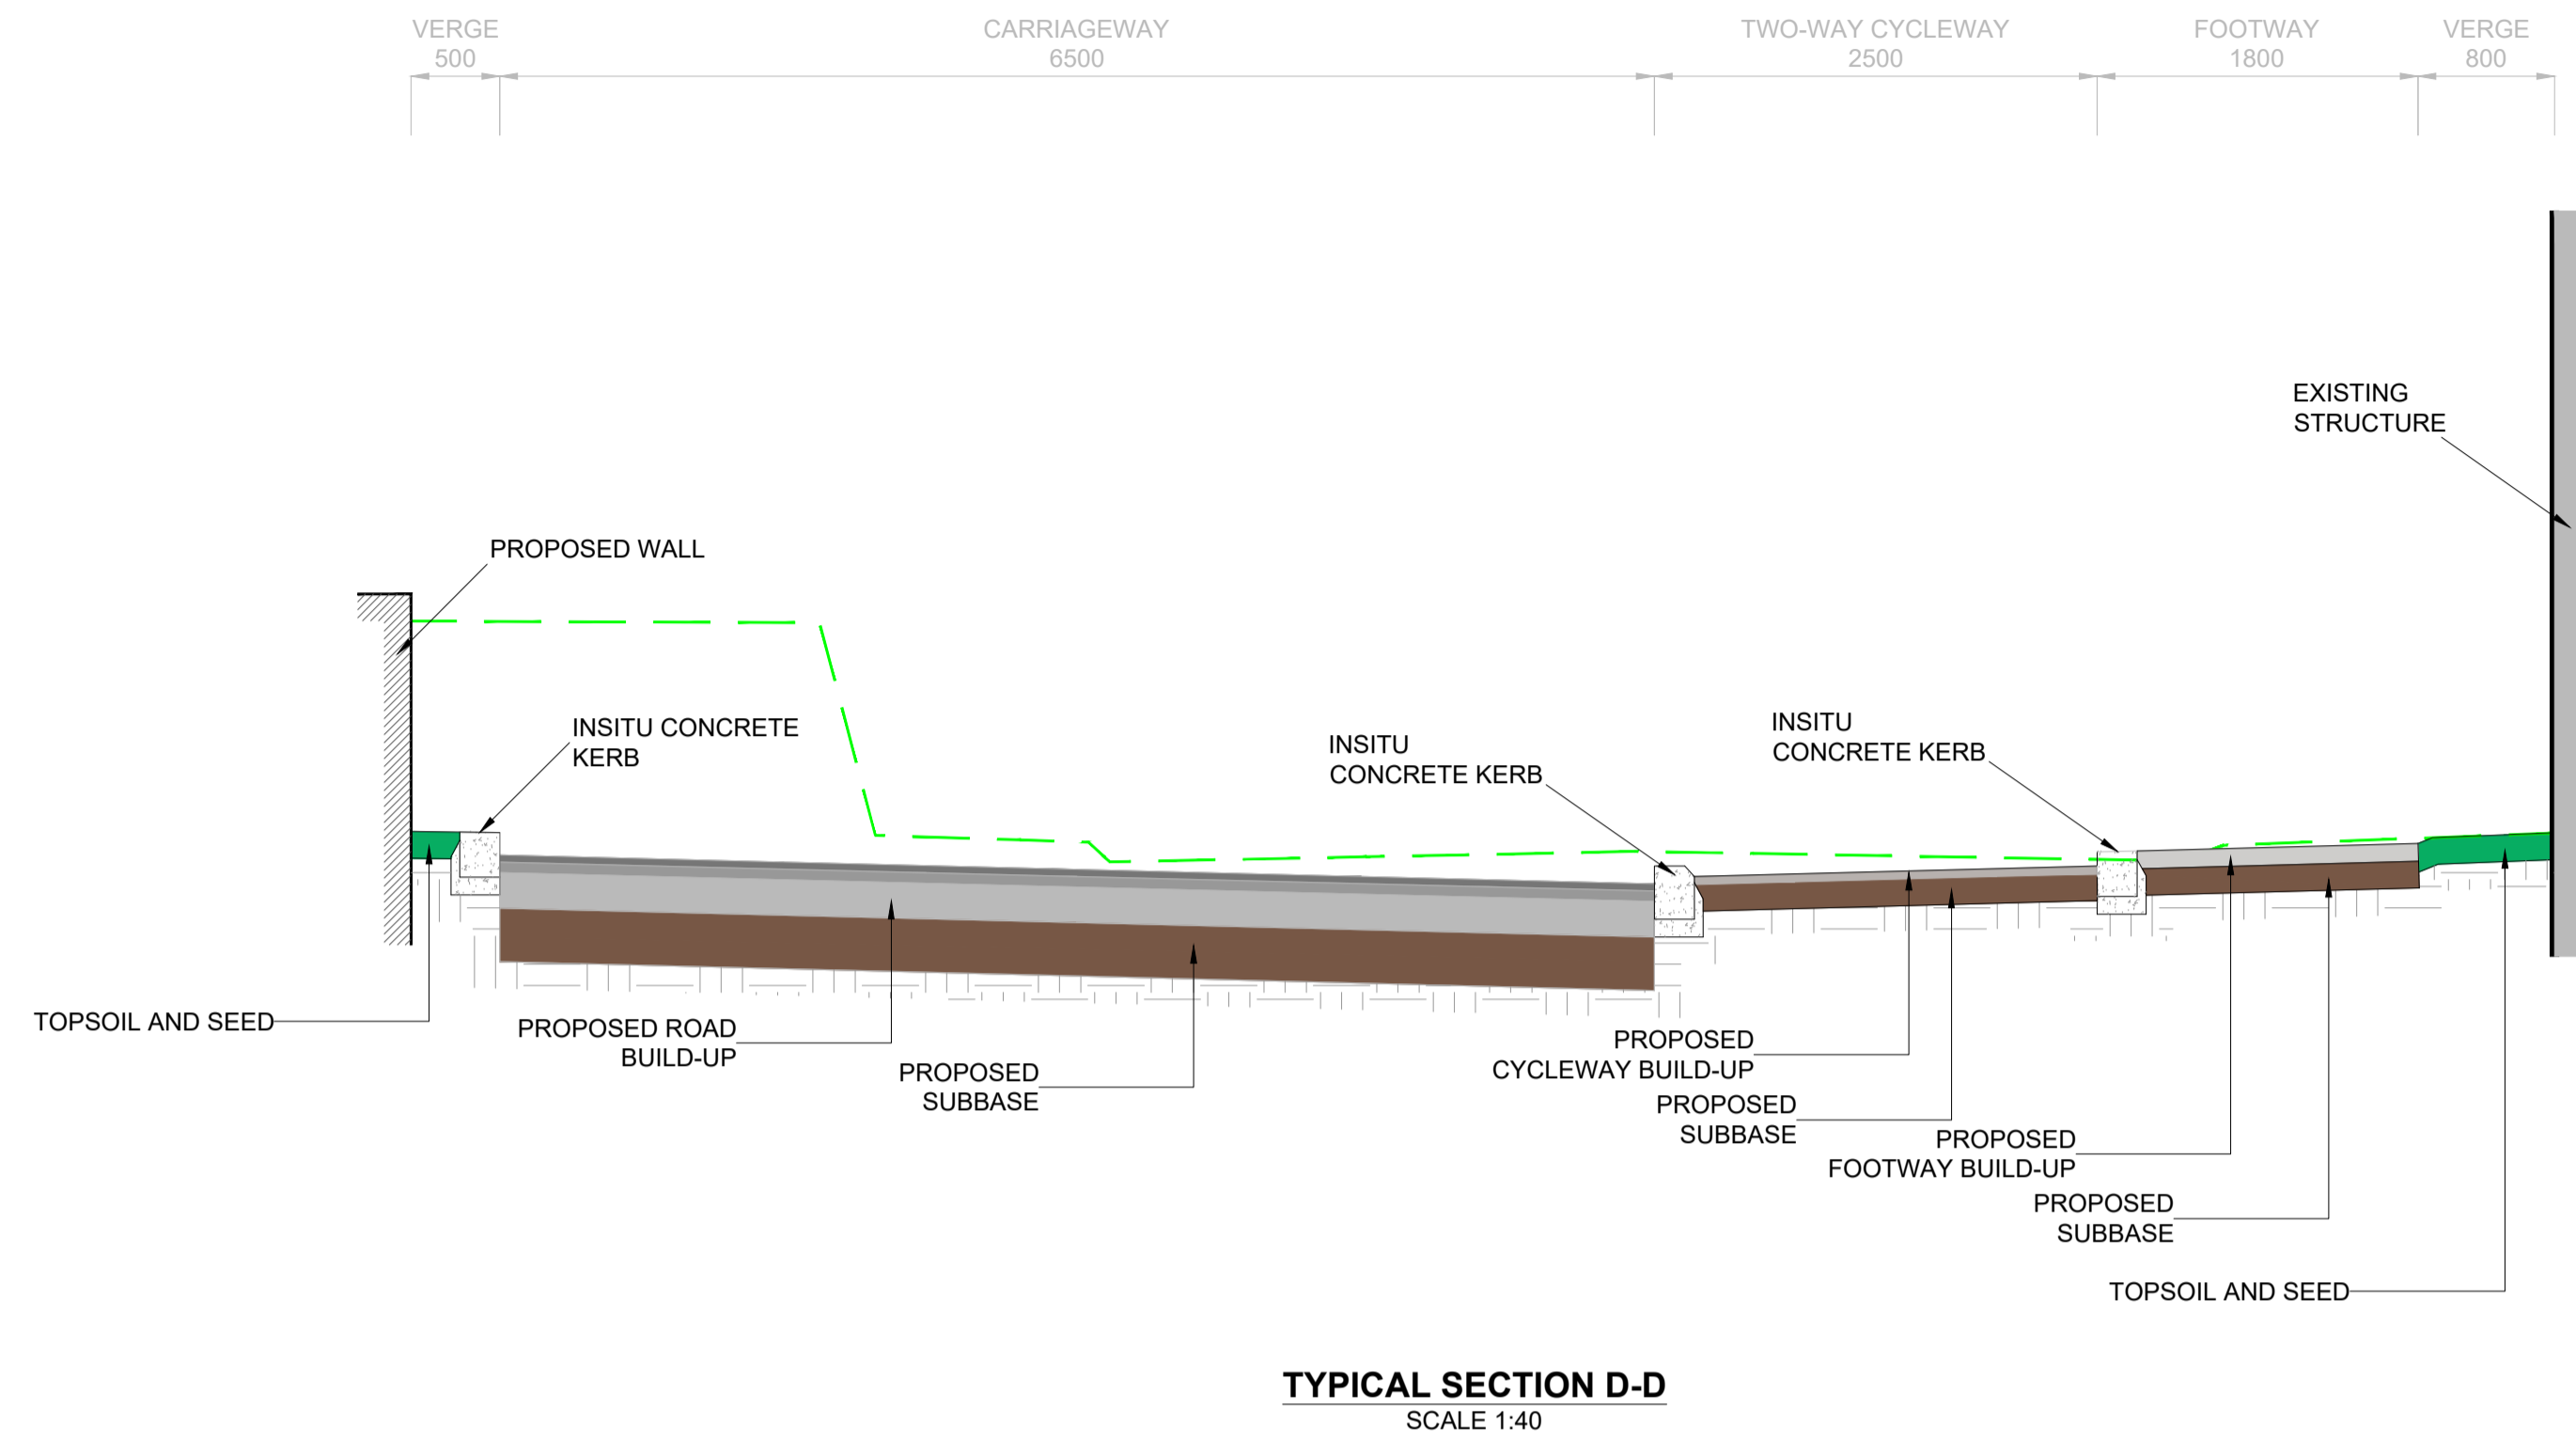 VERGE
500
CARRIAGEWAY
6500
TWO-WAY CYCLEWAY
2500
FOOTWAY
1800
VERGE
800
EXISTING
STRUCTURE
PROPOSED WALL
INSITU CONCRETE
KERB
INSITU
CONCRETE KERB
INSITU
CONCRETE KERB
TOPSOIL AND SEED
PROPOSED ROAD
BUILD-UP
PROPOSED
SUBBASE
PROPOSED
CYCLEWAY BUILD-UP
PROPOSED
SUBBASE
PROPOSED
FOOTWAY BUILD-UP
PROPOSED
SUBBASE
TOPSOIL AND SEED
TYPICAL SECTION D-D
SCALE 1:40